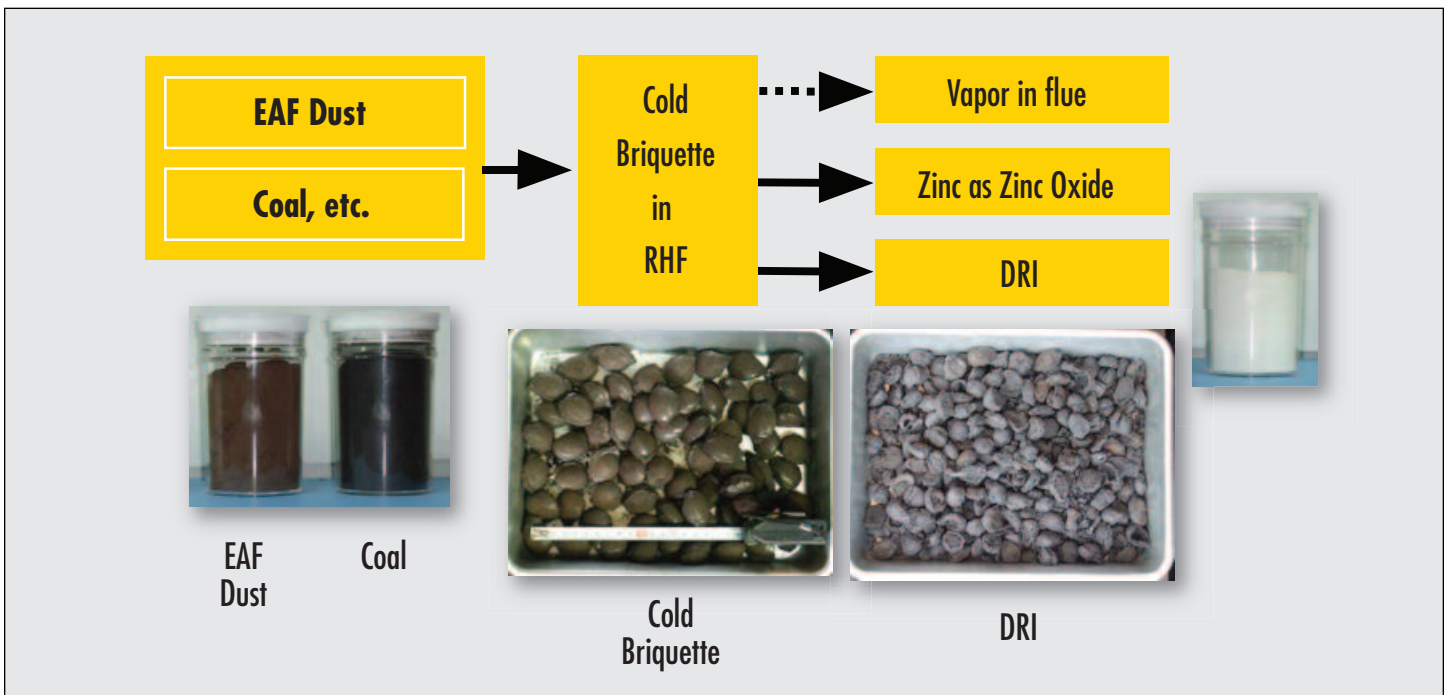 EAF Dust
Coal, etc.
Cold
Briquette
in
RHF
Vapor in flue
Zinc as Zinc Oxide
DRI
EAF
Dust
Coal
Cold
Briquette
DRI